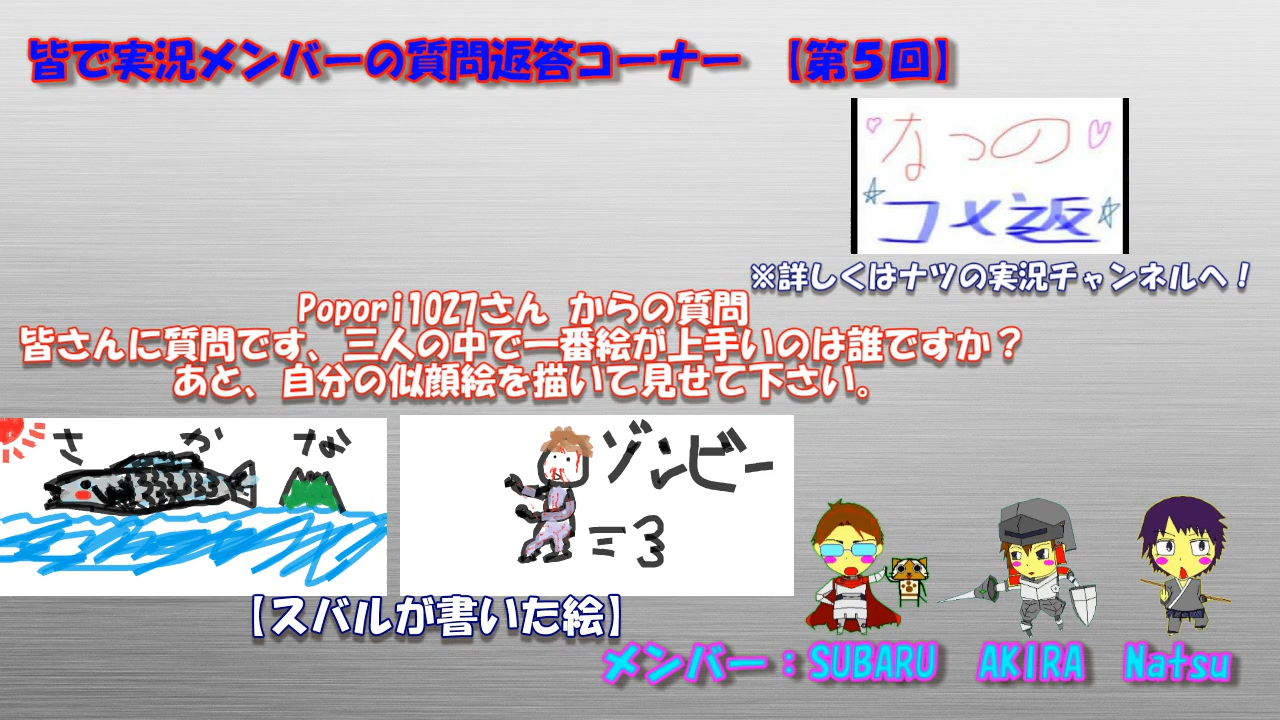 皆で実況メンバーの質問返答コーナー 【第５回】
なつの
コメ返
※詳しくはナツの実況チャンネルへ！
Popori1027さん からの質問
皆さんに質問です、三人の中で一番絵が上手いのは誰ですか？
あと、自分の似顔絵を描いて見せて下さい。
さかな
ゾンビー
=3
【スバルが書いた絵】
メンバー：SUBARU AKIRA Natsu